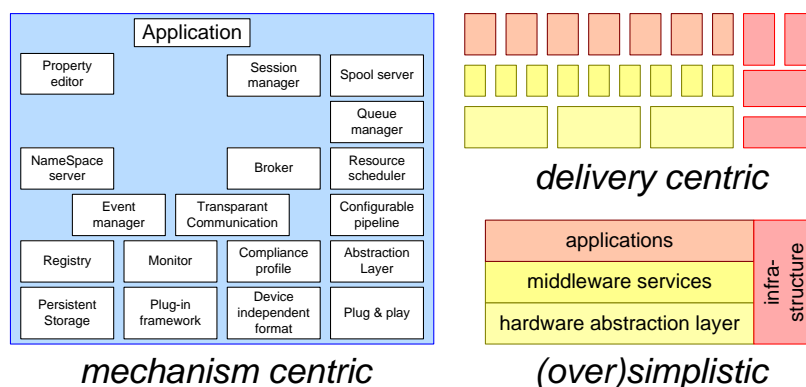 Application
Property
editor
Session
manager
Spool server
Queue
manager
NameSpace
server
Broker
Resource
scheduler
Event
manager
Transparant
Communication
Configurable
pipeline
Registry
Monitor
Compliance
profile
Abstraction
Layer
Persistent
Storage
Plug-in
framework
Device
independent
format
Plug & play
mechanism centric
delivery centric
applications
middleware services
hardware abstraction layer
infra-
structure
(over)simplistic